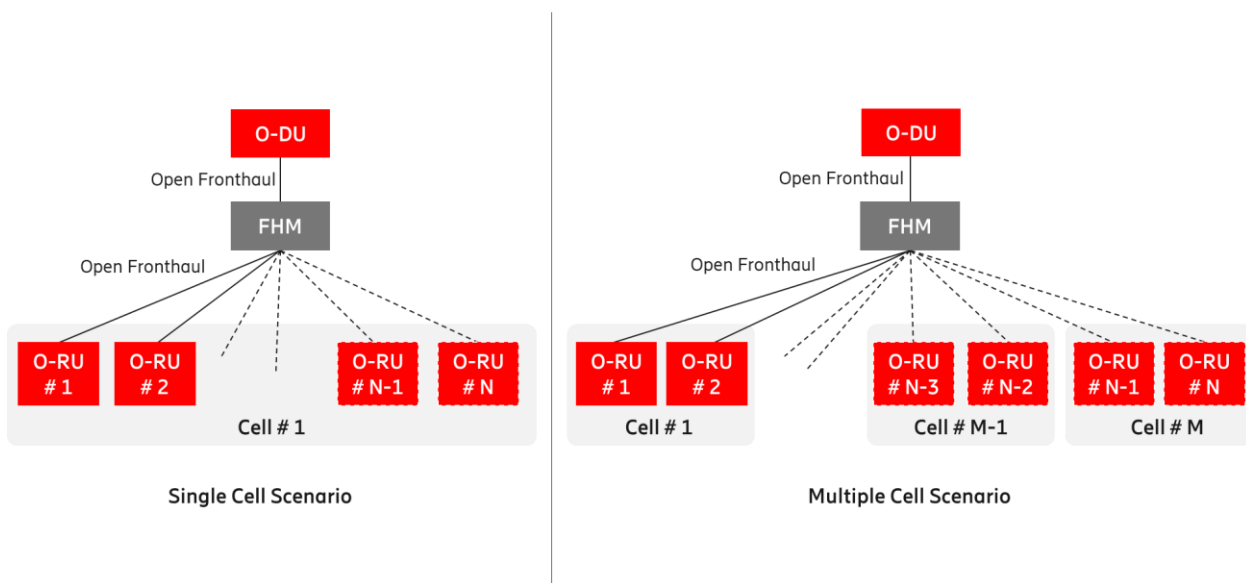 O-DU
Open Fronthaul
FHM
Open Fronthaul
O-RU
# 1
O-RU
# 2
O-RU
# N-1
O-RU
# N
Cell # 1
Single Cell Scenario
O-DU
Open Fronthaul
FHM
Open Fronthaul
O-RU
# 1
O-RU
# 2
O-RU
# N-3
O-RU
# N-2
O-RU
# N-1
O-RU
# N
Cell # 1
Cell # M-1
Cell # M
Multiple Cell Scenario